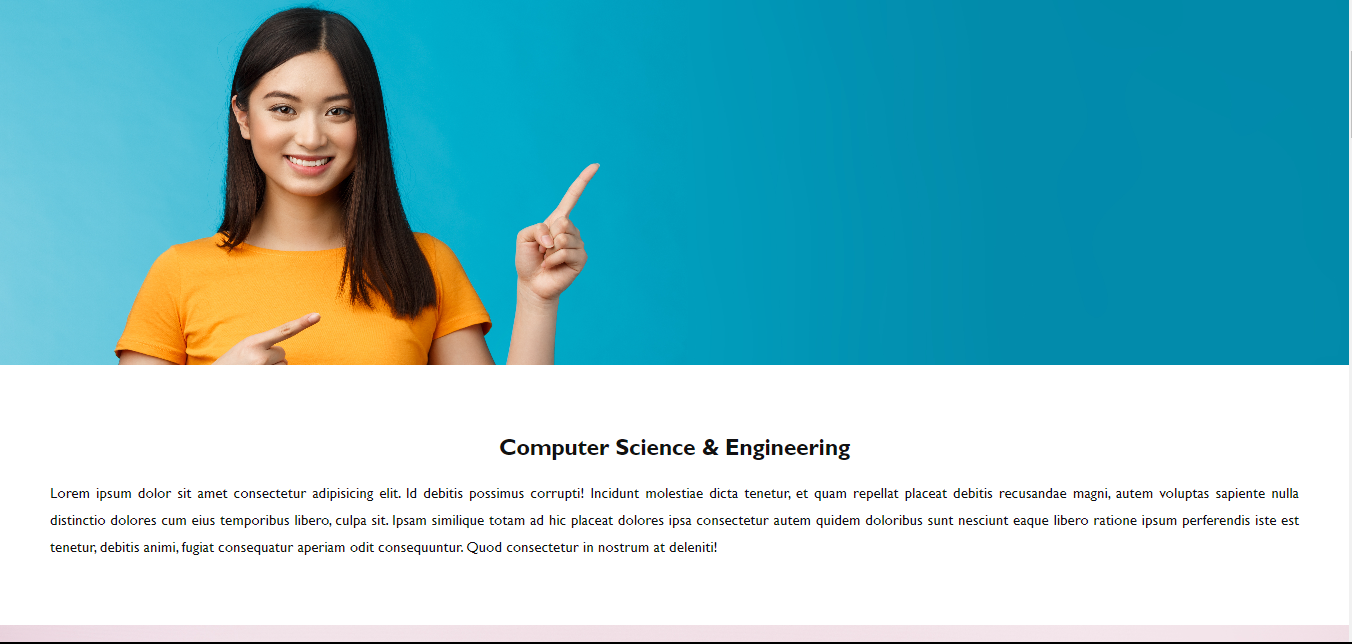 Computer Science & Engineering
Lorem ipsum dolor sit amet consectetur adipisicing elit. Id debitis possimus corrupti! Incidunt molestiae dicta tenetur, et quam repellat placeat debitis recusandae magni, autem voluptas sapiente nulla
distinctio dolores cum eius temporibus libero, culpa sit. Ipsam similique totam ad hic placeat dolores ipsa consectetur autem quidem doloribus sunt nesciunt eaque libero ratione ipsum perferendis iste est
tenetur, debitis animi, fugiat consequatur aperiam odit consequuntur. Quod consectetur in nostrum at deleniti!